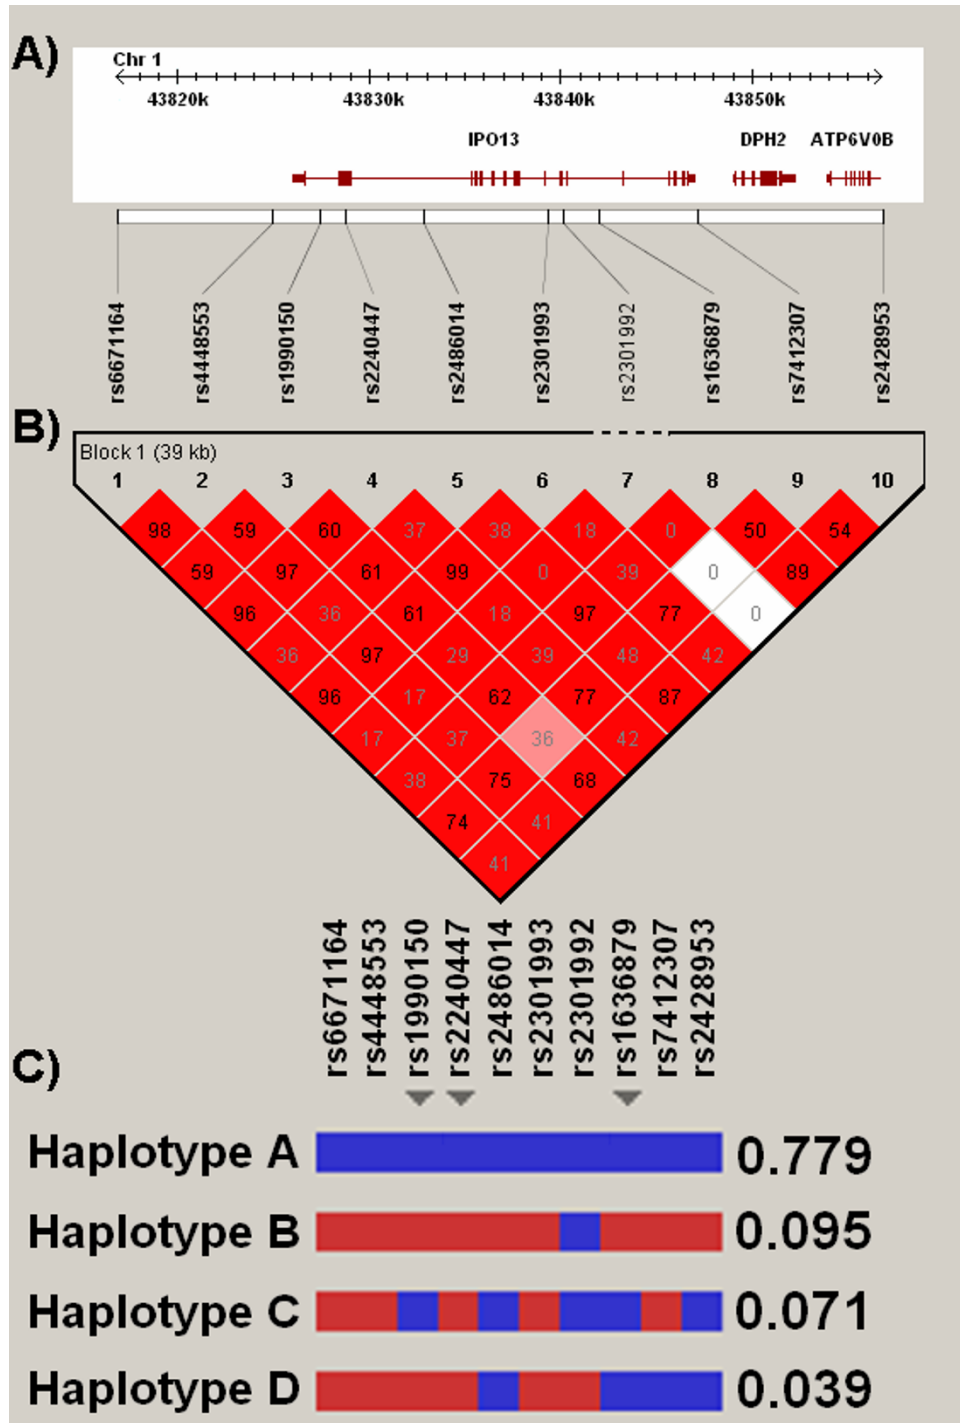 A)
Chr 1
43820k 43830k 43840k 43850k
IPO13 DPH2 ATP6V0B
rs6671164 rs4448553 rs1990150 rs2240447 rs2486014 rs2301993 rs2301992 rs1636879 rs7412307 rs2428953
B)
Block 1 (39 kb)
1 2 3 4 5 6 7 8 9 10
98 59 60 37 38 18 0 50 54
59 97 61 99 0 39 0 89
96 36 61 18 97 77 0
36 97 29 39 48 42
96 17 62 77 87
17 37 36 42
38 75 68
74 41
41
rs6671164 rs4448553 rs1990150 rs2240447 rs2486014 rs2301993 rs2301992 rs1636879 rs7412307 rs2428953
C)
Haplotype A 0.779
Haplotype B 0.095
Haplotype C 0.071
Haplotype D 0.039